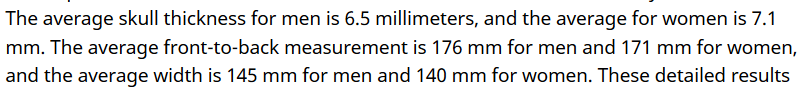 The average skull thickness for men is 6.5 millimeters, and the average for women is 7.1
mm. The average front-to-back measurement is 176 mm for men and 171 mm for women,
and the average width is 145 mm for men and 140 mm for women. These detailed results